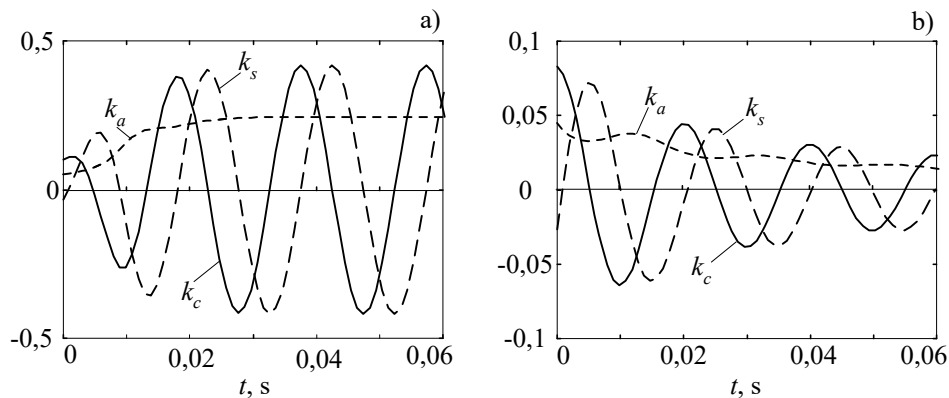 a)
0,5
k_s
k_a
0
k_c
-0,5
0 0,02 0,04 0,06
t, s
b)
0,1
k_a
k_s
0,05
0
-0,05
k_c
-0,1
0 0,02 0,04 0,06
t, s